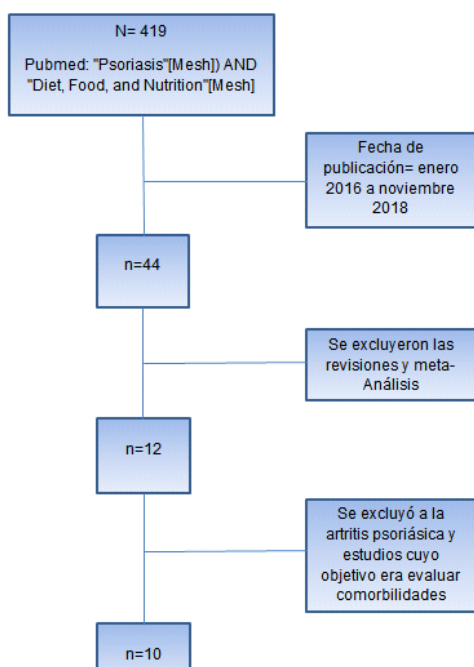 N= 419
Pubmed: "Psoriasis"[Mesh]) AND
"Diet, Food, and Nutrition"[Mesh]
Fecha de
publicación= enero
2016 a noviembre
2018
n=44
Se excluyeron las
revisiones y meta-
Análisis
n=12
Se excluyó a la
artritis psoriásica y
estudios cuyo
objetivo era evaluar
comorbilidades
n=10